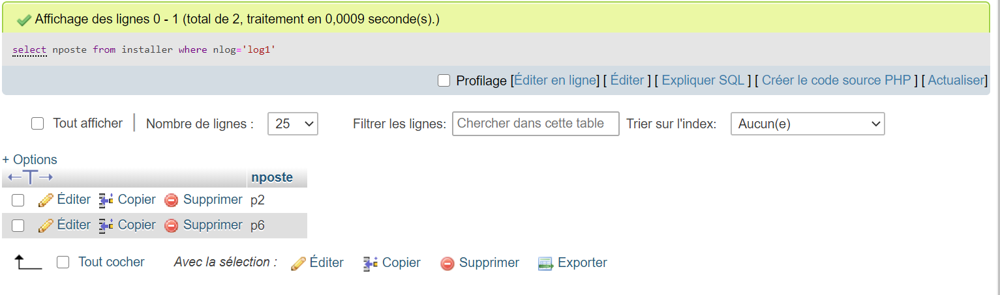 Affichage des lignes 0 - 1 (total de 2, traitement en 0,0009 seconde(s).)
select nposte from installer where nlog='log1'
Profilage [Éditer en ligne] [ Éditer ] [ Expliquer SQL ] [ Créer le code source PHP ] [ Actualiser]
Tout afficher | Nombre de lignes : 25 Filtrer les lignes: Chercher dans cette table Trier sur l'index: Aucun(e)
+ Options
←T→ nposte
Éditer Copier Supprimer p2
Éditer Copier Supprimer p6
Tout cocher Avec la sélection : Éditer Copier Supprimer Exporter